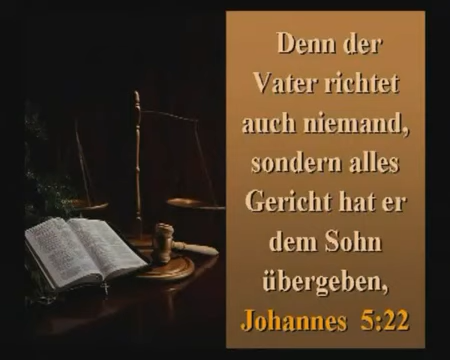 Denn der
Vater richtet
auch niemand,
sondern alles
Gericht hat er
dem Sohn
übergeben,
Johannes 5:22